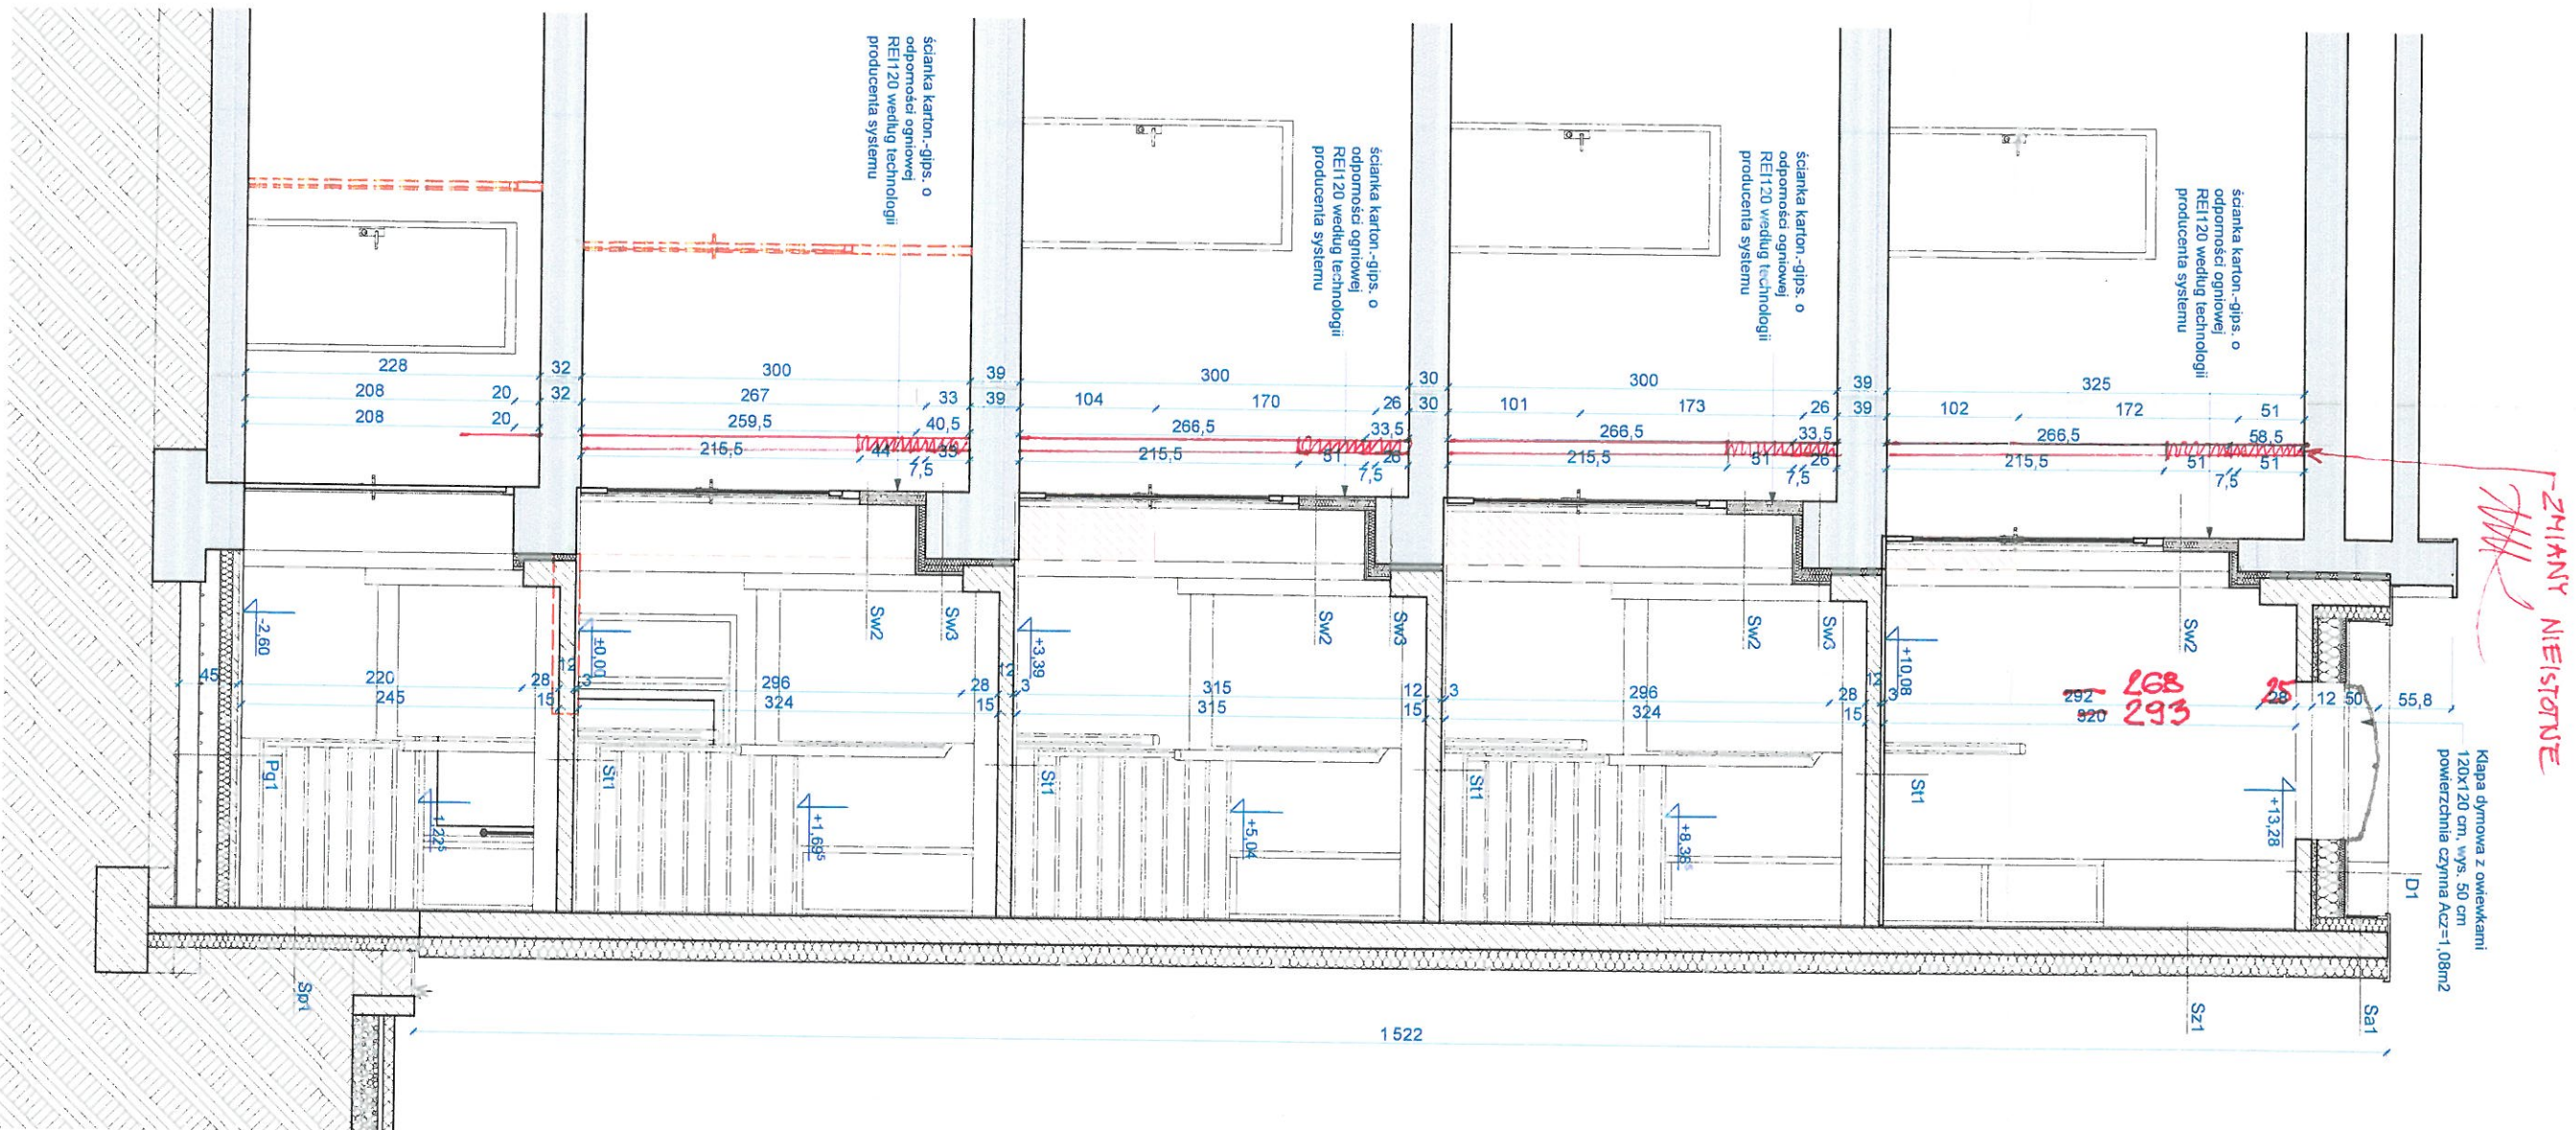 ścianka karton.-gips. o
odporności ogniowej
REI120 według technologii
producenta systemu
ścianka karton.-gips. o
odporności ogniowej
REI120 według technologii
producenta systemu
ścianka karton.-gips. o
odporności ogniowej
REI120 według technologii
producenta systemu
ścianka karton.-gips. o
odporności ogniowej
REI120 według technologii
producenta systemu
228 32 300 39 300 30 300 39 325
208 20 32 267 33 39 104 170 26 30 101 173 26 39 102 172 51
208 20 259,5 40,5 266,5 33,5 266,5 33,5 266,5 58,5
215,5 44 33 215,5 51 26 215,5 51 26 215,5 51 51
7,5 7,5 7,5 7,5
ZMIANY NIEISTOTNE
Sw2 Sw3 Sw2 Sw3 Sw2 Sw3 Sw2
-2,60 ±0,00 +3,39 +10,08
45 220 28 12 3 296 28 12 3 315 12 3 296 28 12 3 292 268 28 25 12 50 55,8
245 15 324 15 315 15 324 15 320 293
Klapa dymowa z owiewkami
120x120 cm, wys. 50 cm
powierzchnia czynna Acz=1,08m2
Pg1 St1 St1 St1 St1
1,22⁵ +1,69⁵ +5,04 +8,38⁵ +13,28
D1
Sp1 Sz1 Sa1
1 522